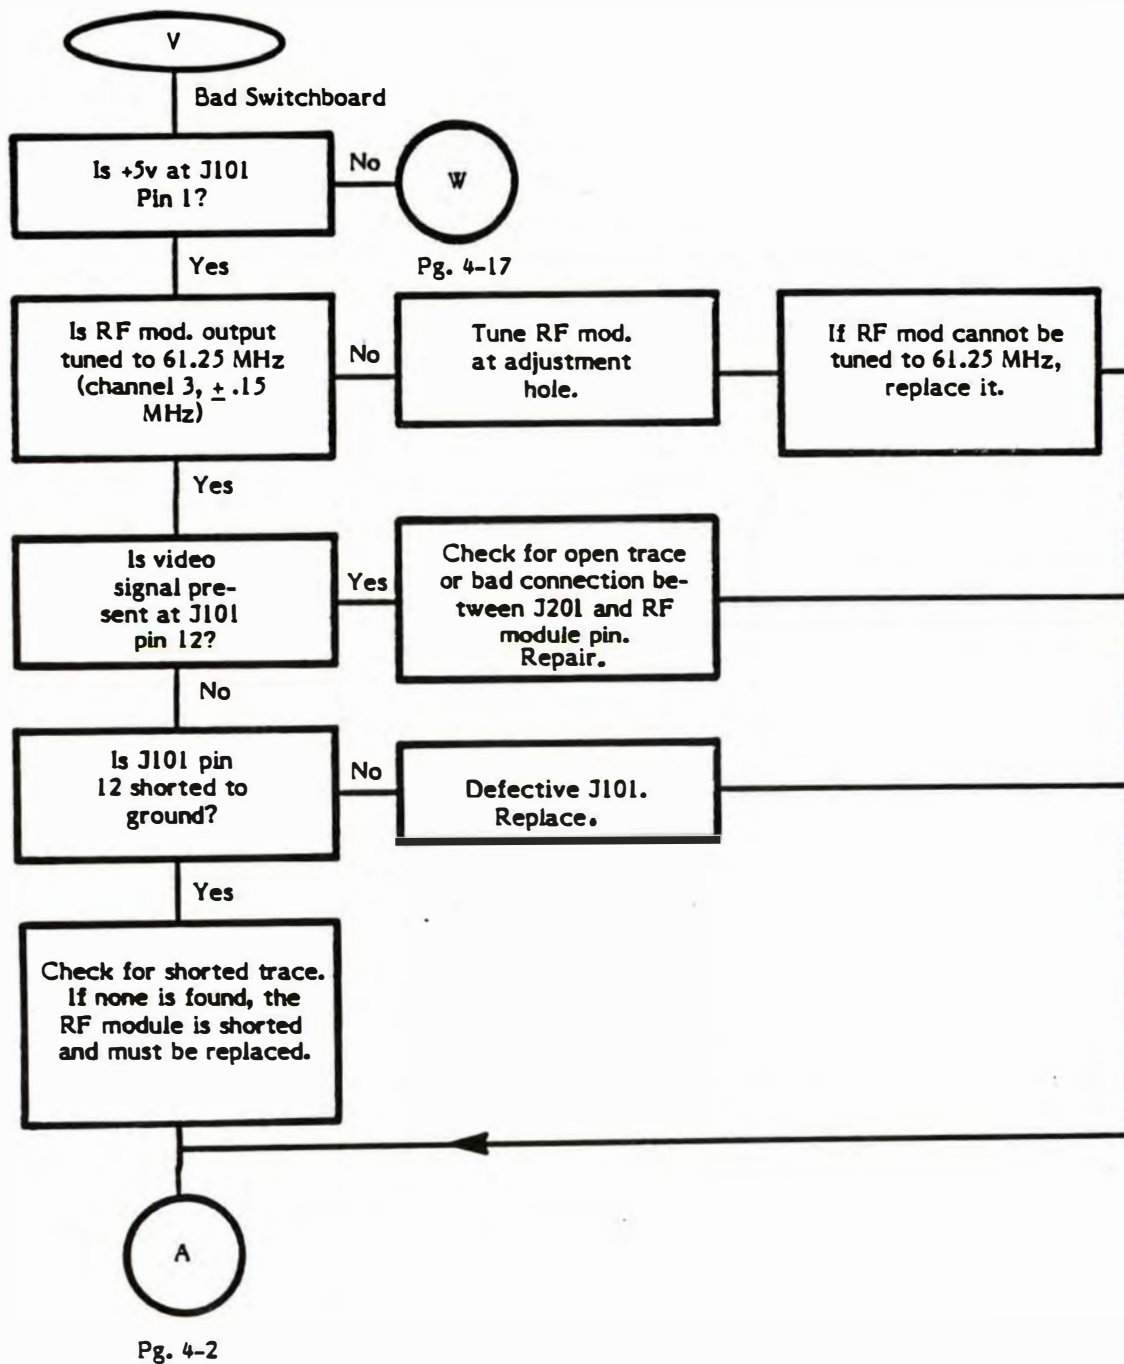 V
Bad Switchboard
Is +5v at J101
Pin 1?
No
W
Pg. 4-17
Yes
Is RF mod. output
tuned to 61.25 MHz
(channel 3, ± .15
MHz)
No
Tune RF mod.
at adjustment
hole.
If RF mod cannot be
tuned to 61.25 MHz,
replace it.
Yes
Is video
signal pre-
sent at J101
pin 12?
Yes
Check for open trace
or bad connection be-
tween J201 and RF
module pin.
Repair.
No
Is J101 pin
12 shorted to
ground?
No
Defective J101.
Replace.
Yes
Check for shorted trace.
If none is found, the
RF module is shorted
and must be replaced.
A
Pg. 4-2